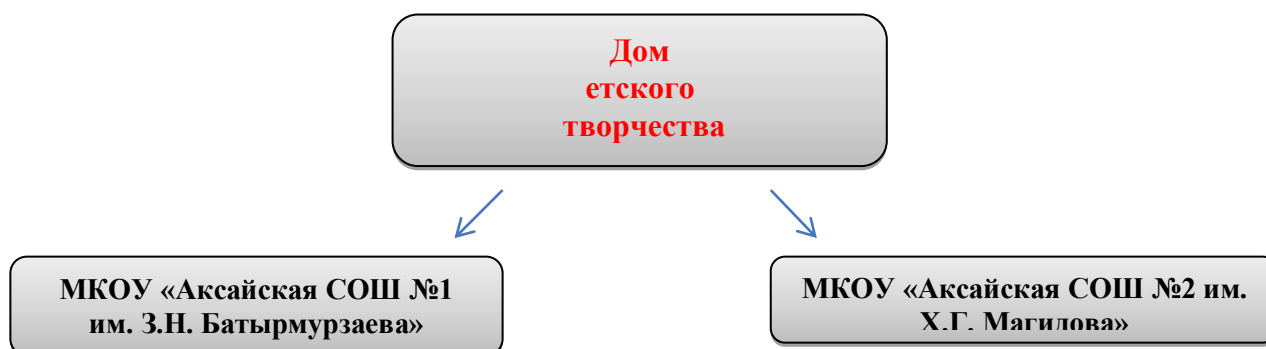 Дом
етского
творчества
МКОУ «Аксайская СОШ №1
им. З.Н. Батырмурзаева»
МКОУ «Аксайская СОШ №2 им.
Х.Г. Магидова»